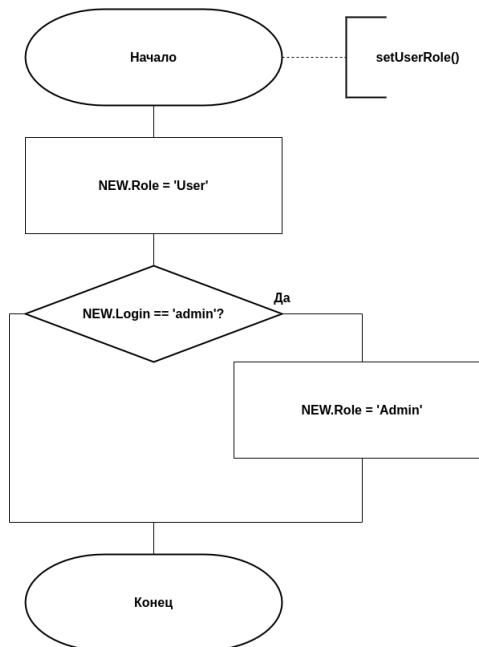 Начало
setUserRole()
NEW.Role = 'User'
Да
NEW.Login == 'admin'?
NEW.Role = 'Admin'
Конец